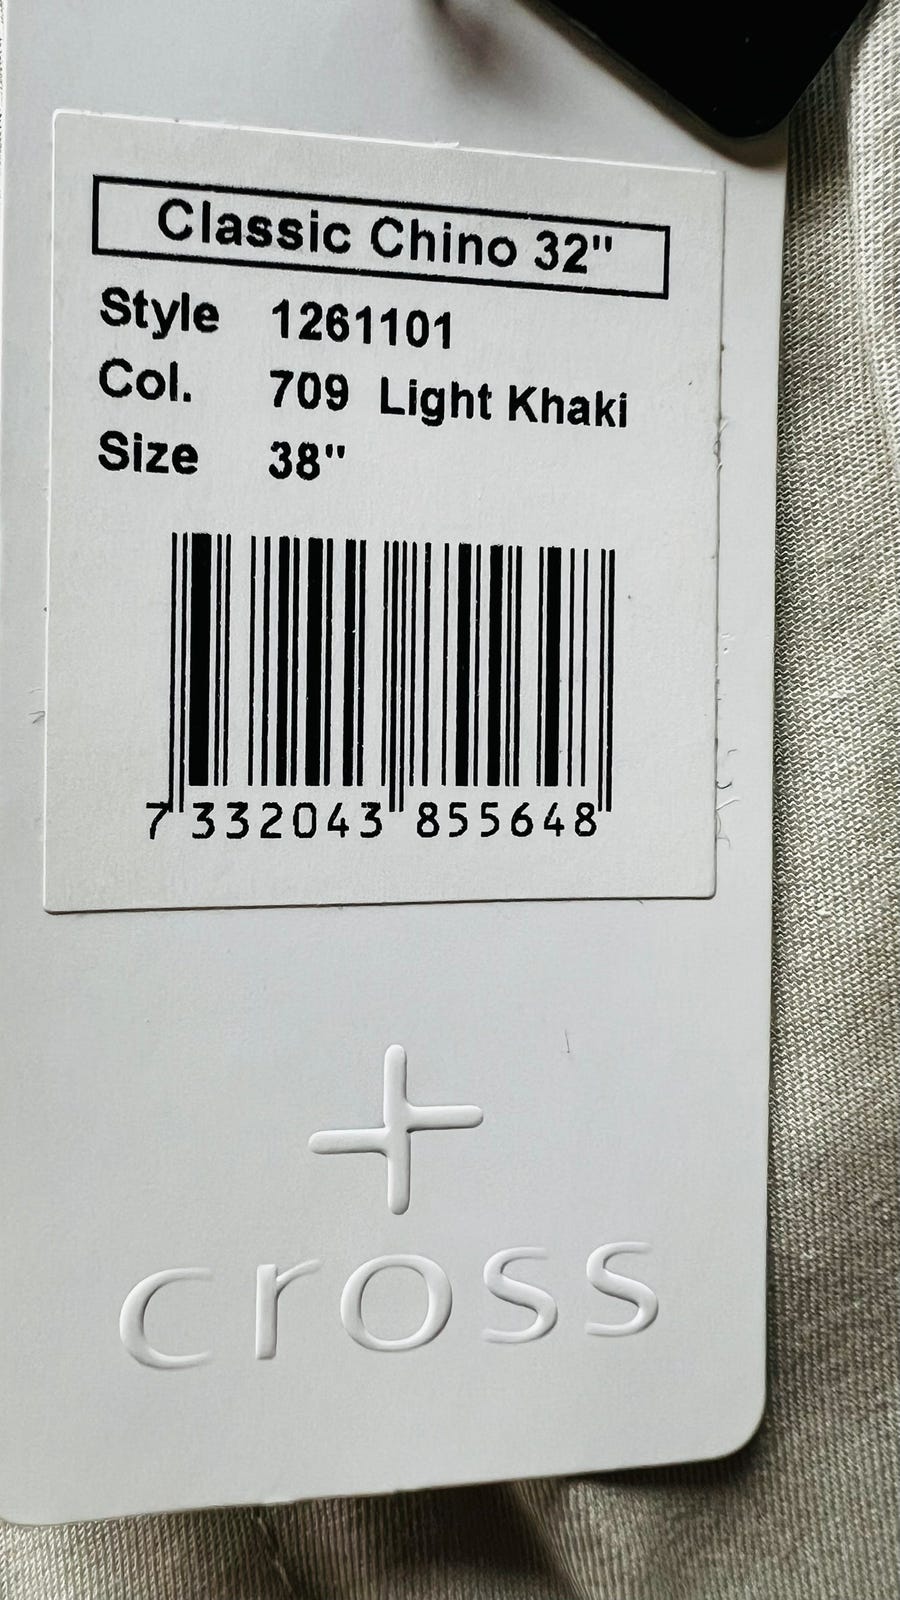 Classic Chino 32"
Style 1261101
Col. 709 Light Khaki
Size 38"
7 332043 855648
cross